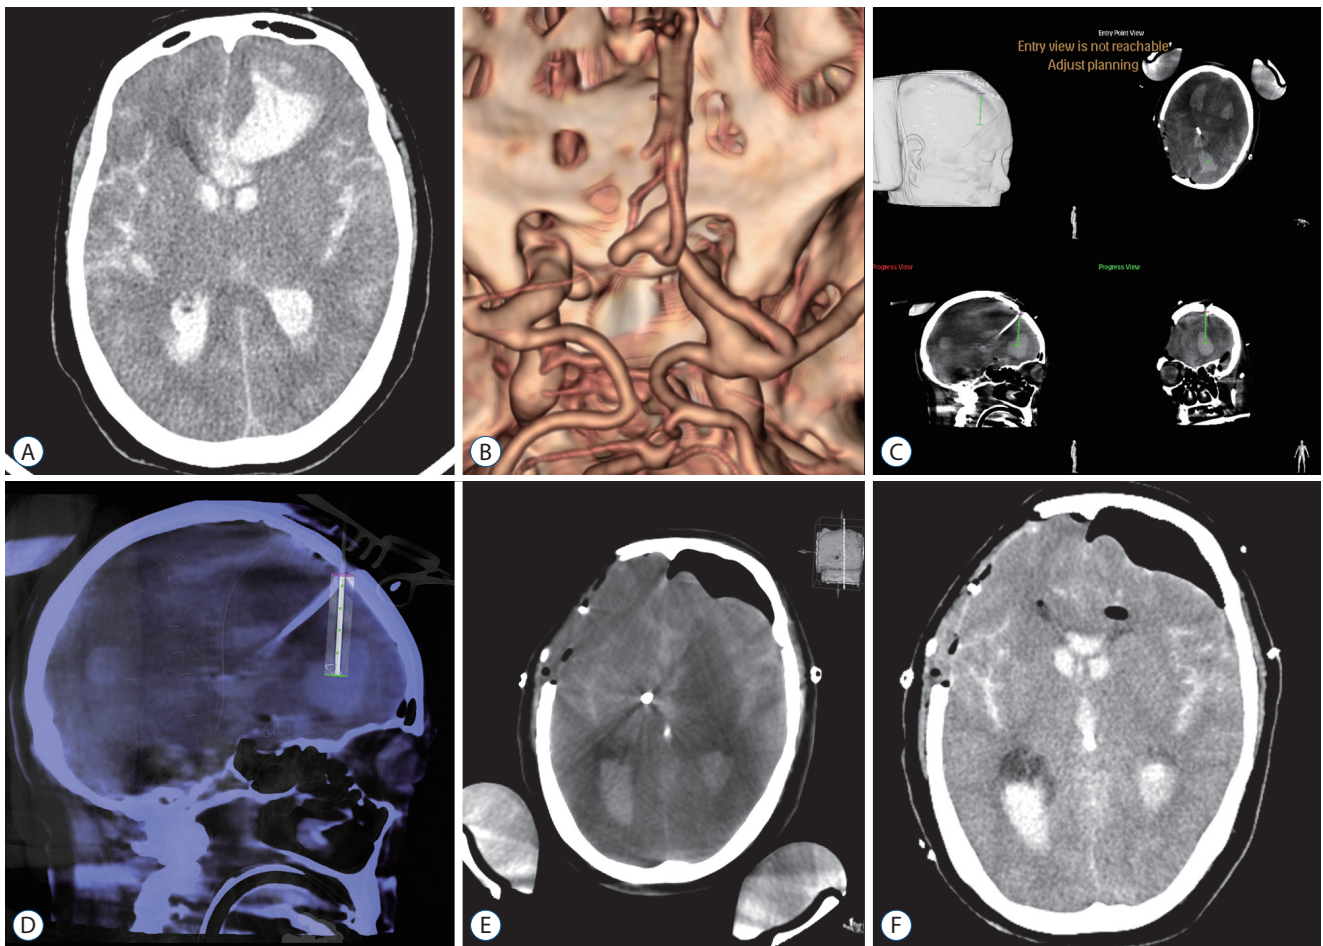 A
B
Entry Point View
Entry view is not reachable
Adjust planning
Progress View
Progress View
C
D
E
F